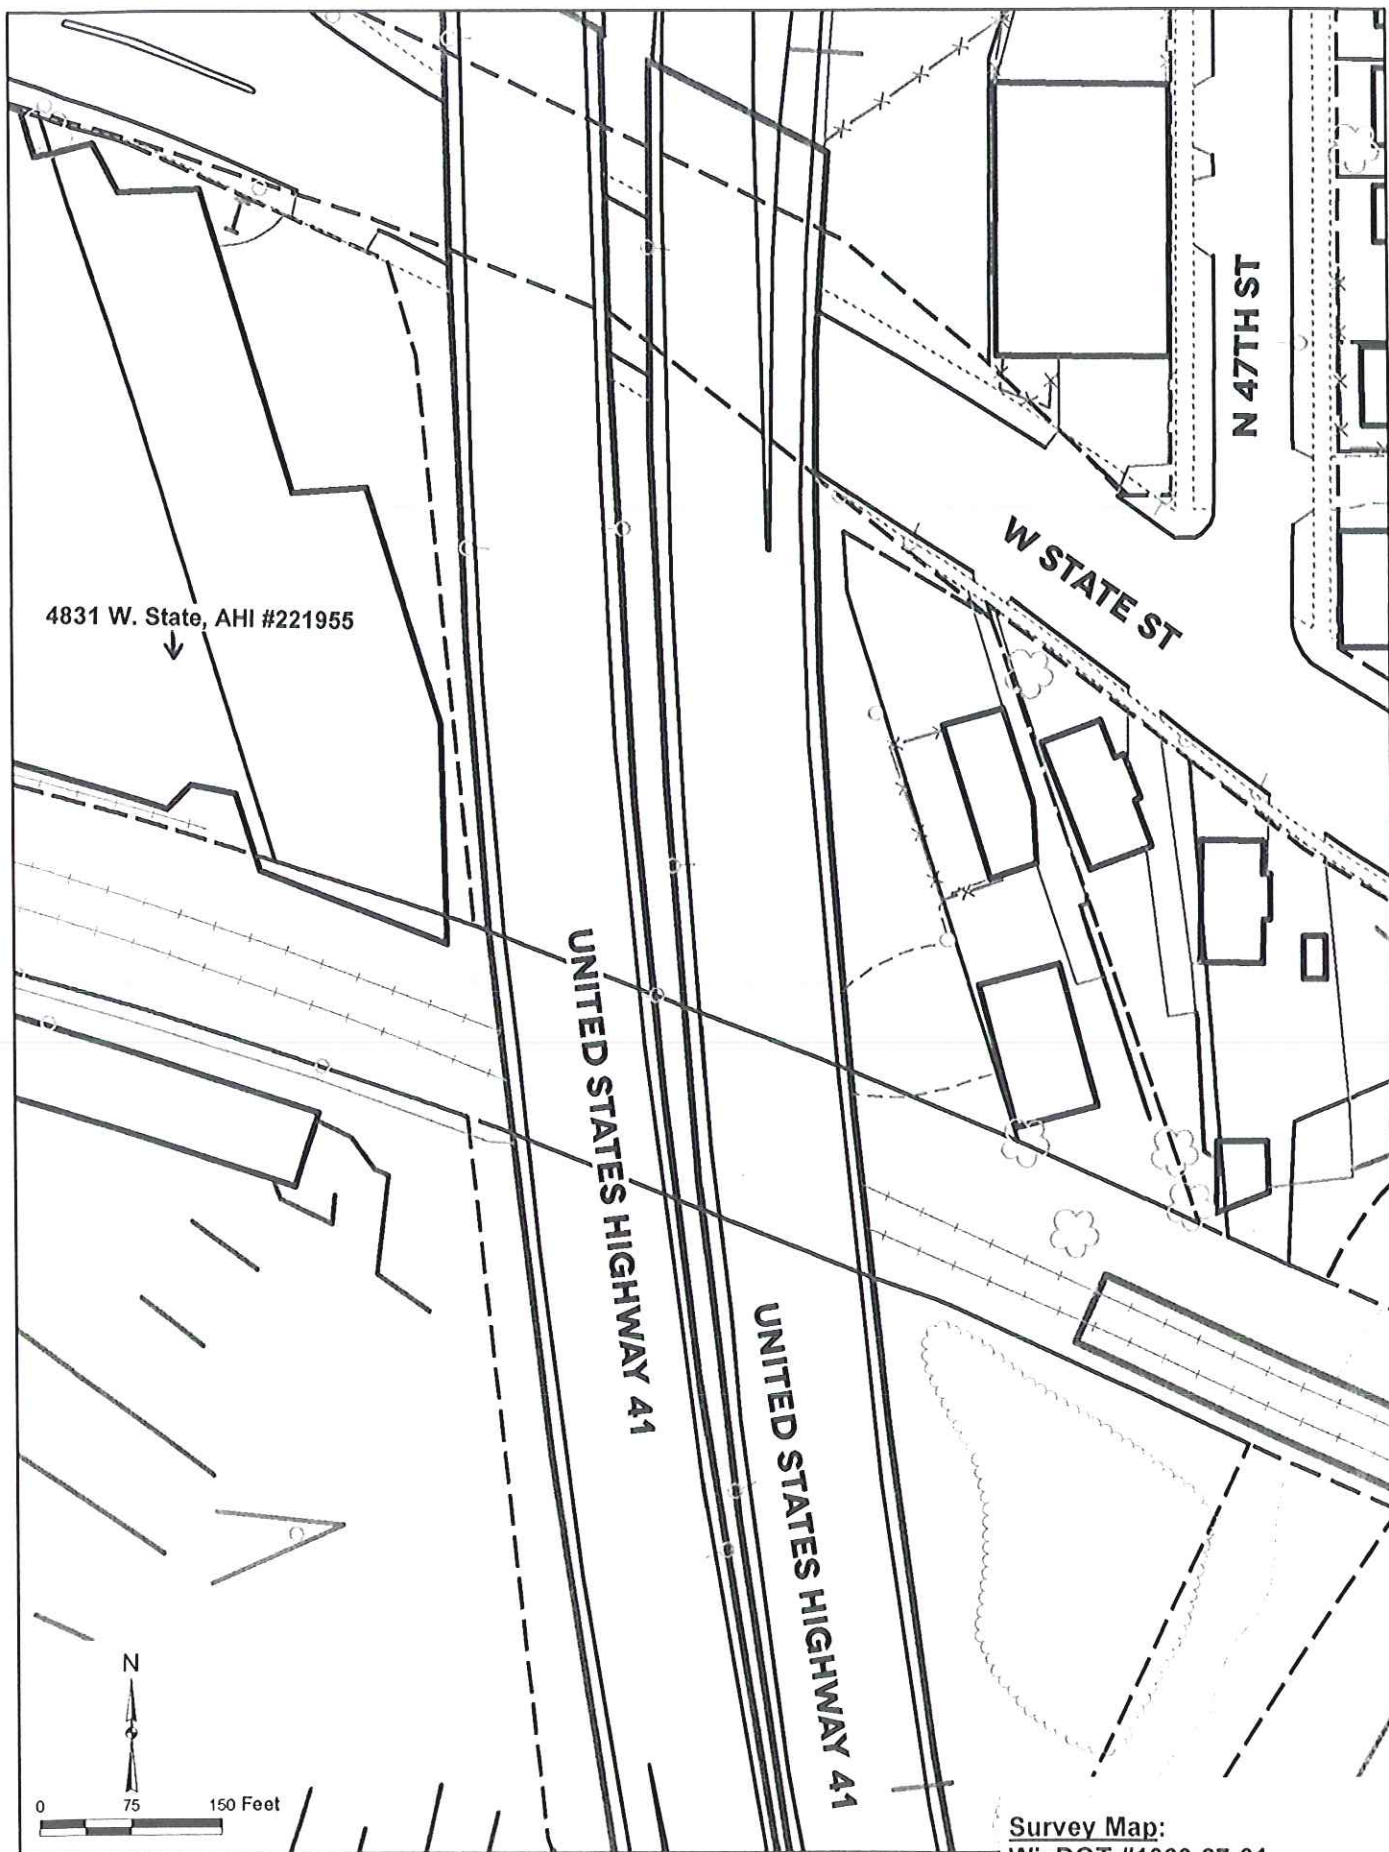 N 47TH ST
W STATE ST
4831 W. State, AHI #221955
UNITED STATES HIGHWAY 41
UNITED STATES HIGHWAY 41
N
0 75 150 Feet
Survey Map: